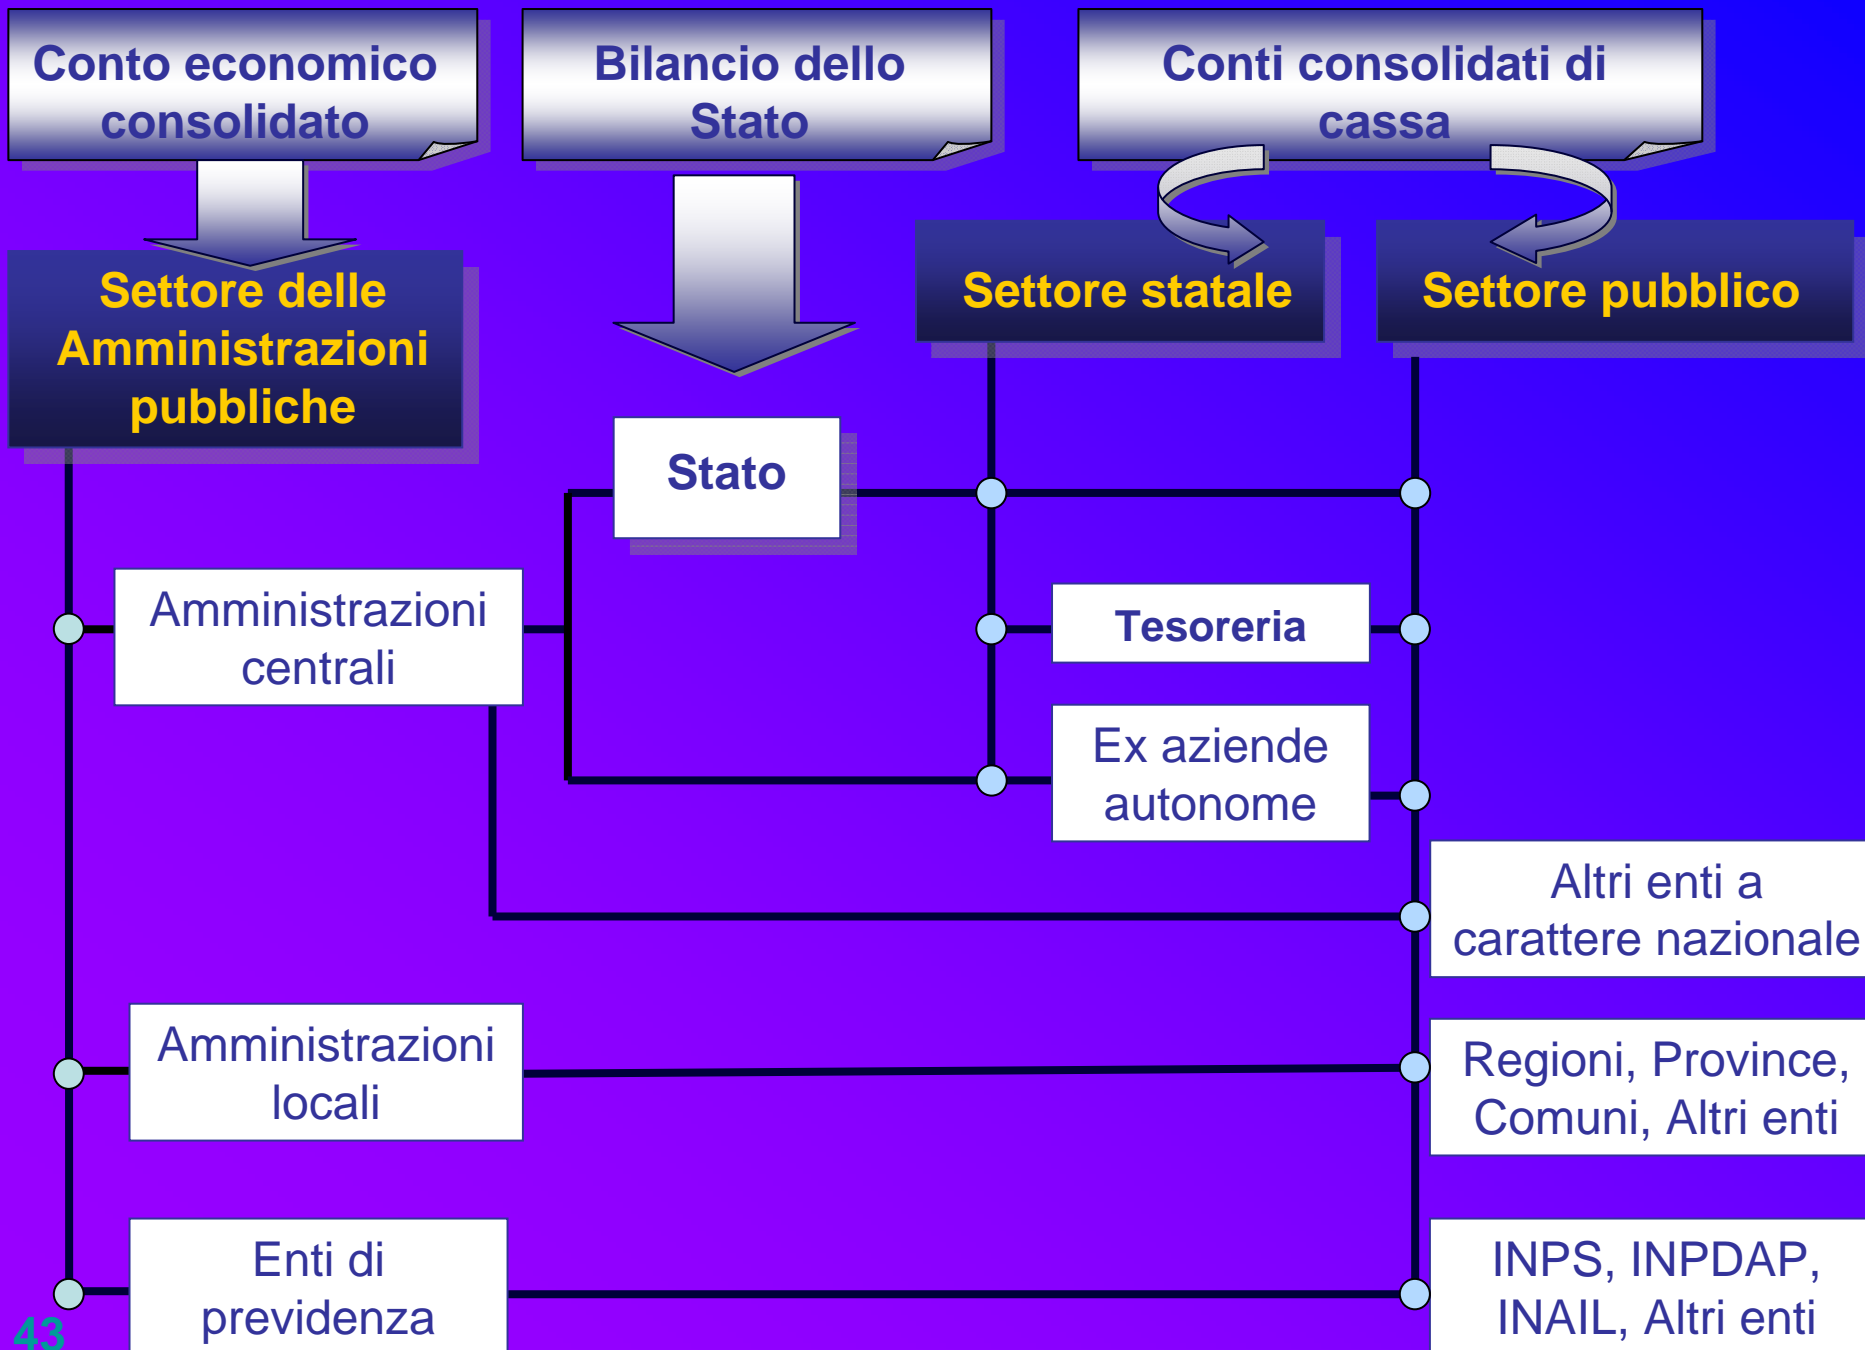 Conto economico
consolidato
Bilancio dello
Stato
Conti consolidati di
cassa
Settore delle
Amministrazioni
pubbliche
Settore statale
Settore pubblico
Stato
Amministrazioni
centrali
Tesoreria
Ex aziende
autonome
Altri enti a
carattere nazionale
Amministrazioni
locali
Regioni, Province,
Comuni, Altri enti
Enti di
previdenza
INPS, INPDAP,
INAIL, Altri enti
43